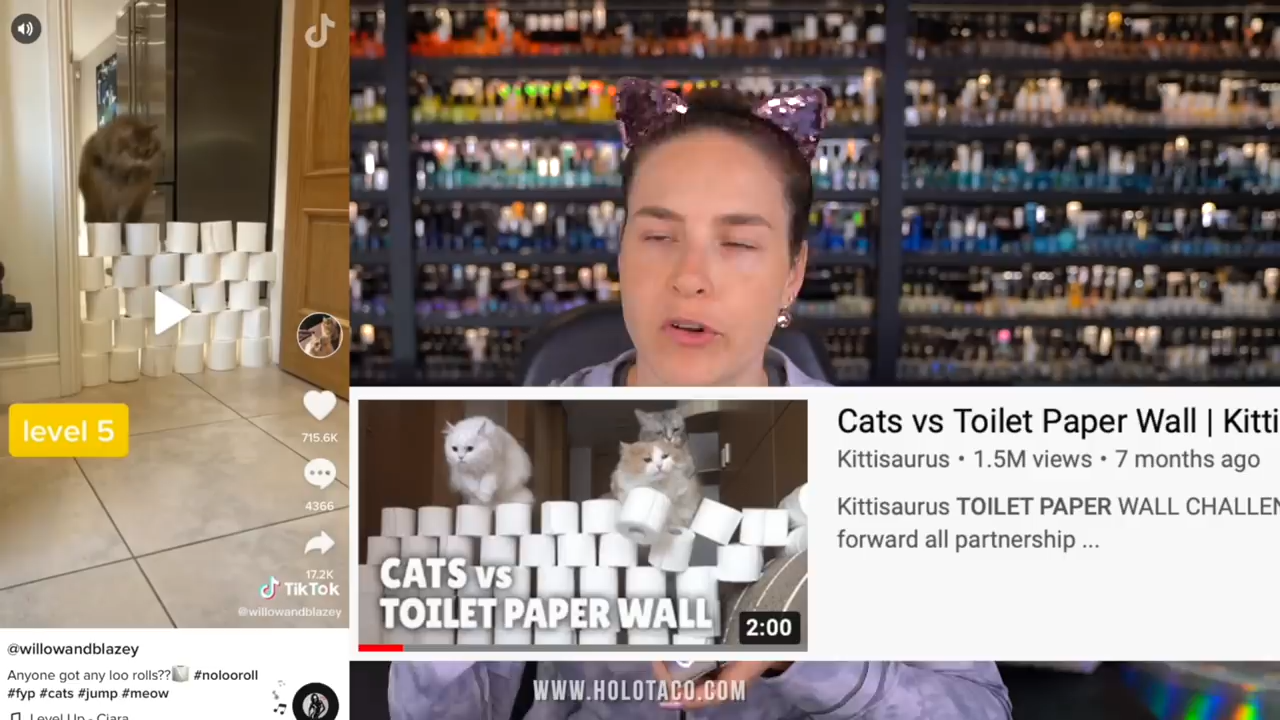 level 5
715.6K
4366
17.2K
TikTok
@willowandblazey
@willowandblazey
Anyone got any loo rolls?? #nolooroll
#fyp #cats #jump #meow
Level Up - Ciara
CATS vs
TOILET PAPER WALL
2:00
Cats vs Toilet Paper Wall | Kitti
Kittisaurus • 1.5M views • 7 months ago
Kittisaurus TOILET PAPER WALL CHALLEN
forward all partnership ...
WWW.HOLOTACO.COM